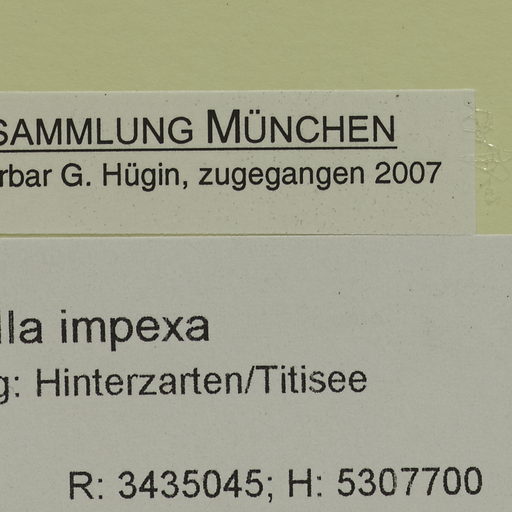 SAMMLUNG MÜNCHEN
rbar G. Hügin, zugegangen 2007
lla impexa
g: Hinterzarten/Titisee
R: 3435045; H: 5307700